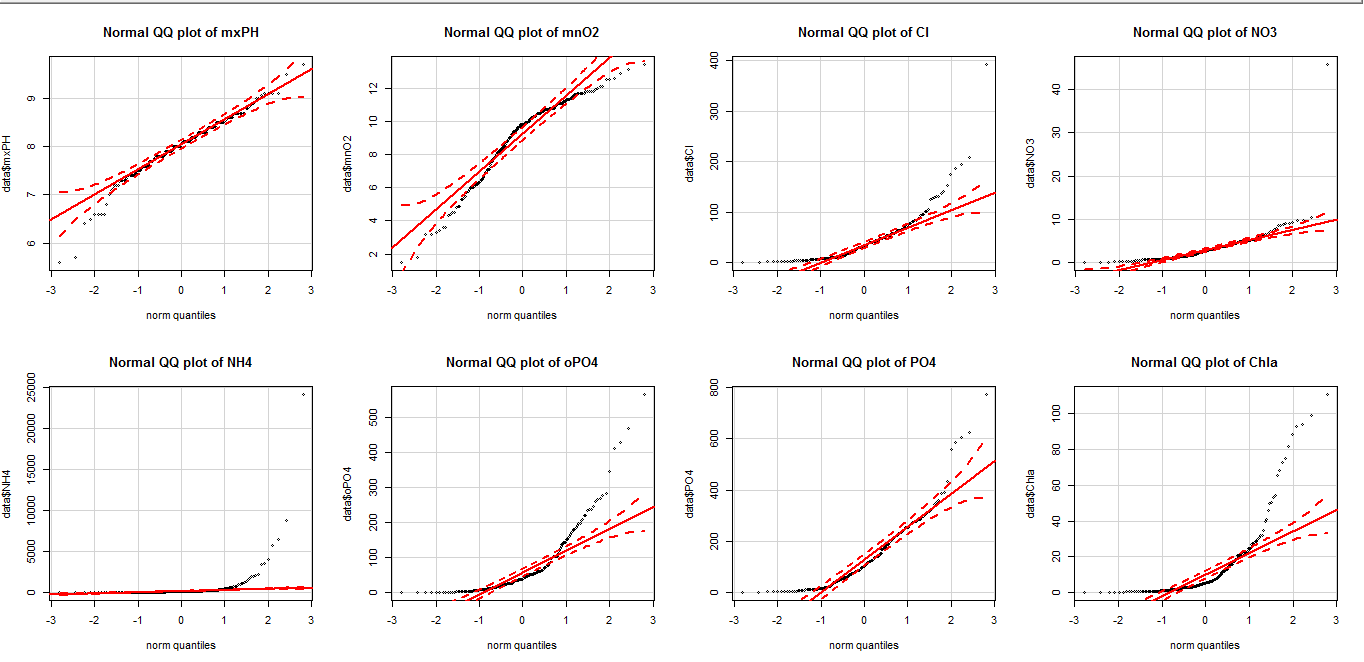 Normal QQ plot of mxPH
Normal QQ plot of mnO2
Normal QQ plot of Cl
Normal QQ plot of NO3
data$mxPH
6
7
8
9
-3 -2 -1 0 1 2 3
norm quantiles
data$mnO2
2
4
6
8
10
12
-3 -2 -1 0 1 2 3
norm quantiles
data$Cl
0
100
200
300
400
-3 -2 -1 0 1 2 3
norm quantiles
data$NO3
0
10
20
30
40
-3 -2 -1 0 1 2 3
norm quantiles
Normal QQ plot of NH4
Normal QQ plot of oPO4
Normal QQ plot of PO4
Normal QQ plot of Chla
data$NH4
0
5000
10000
15000
20000
25000
-3 -2 -1 0 1 2 3
norm quantiles
data$oPO4
0
100
200
300
400
500
-3 -2 -1 0 1 2 3
norm quantiles
data$PO4
0
200
400
600
800
-3 -2 -1 0 1 2 3
norm quantiles
data$Chla
0
20
40
60
80
100
-3 -2 -1 0 1 2 3
norm quantiles